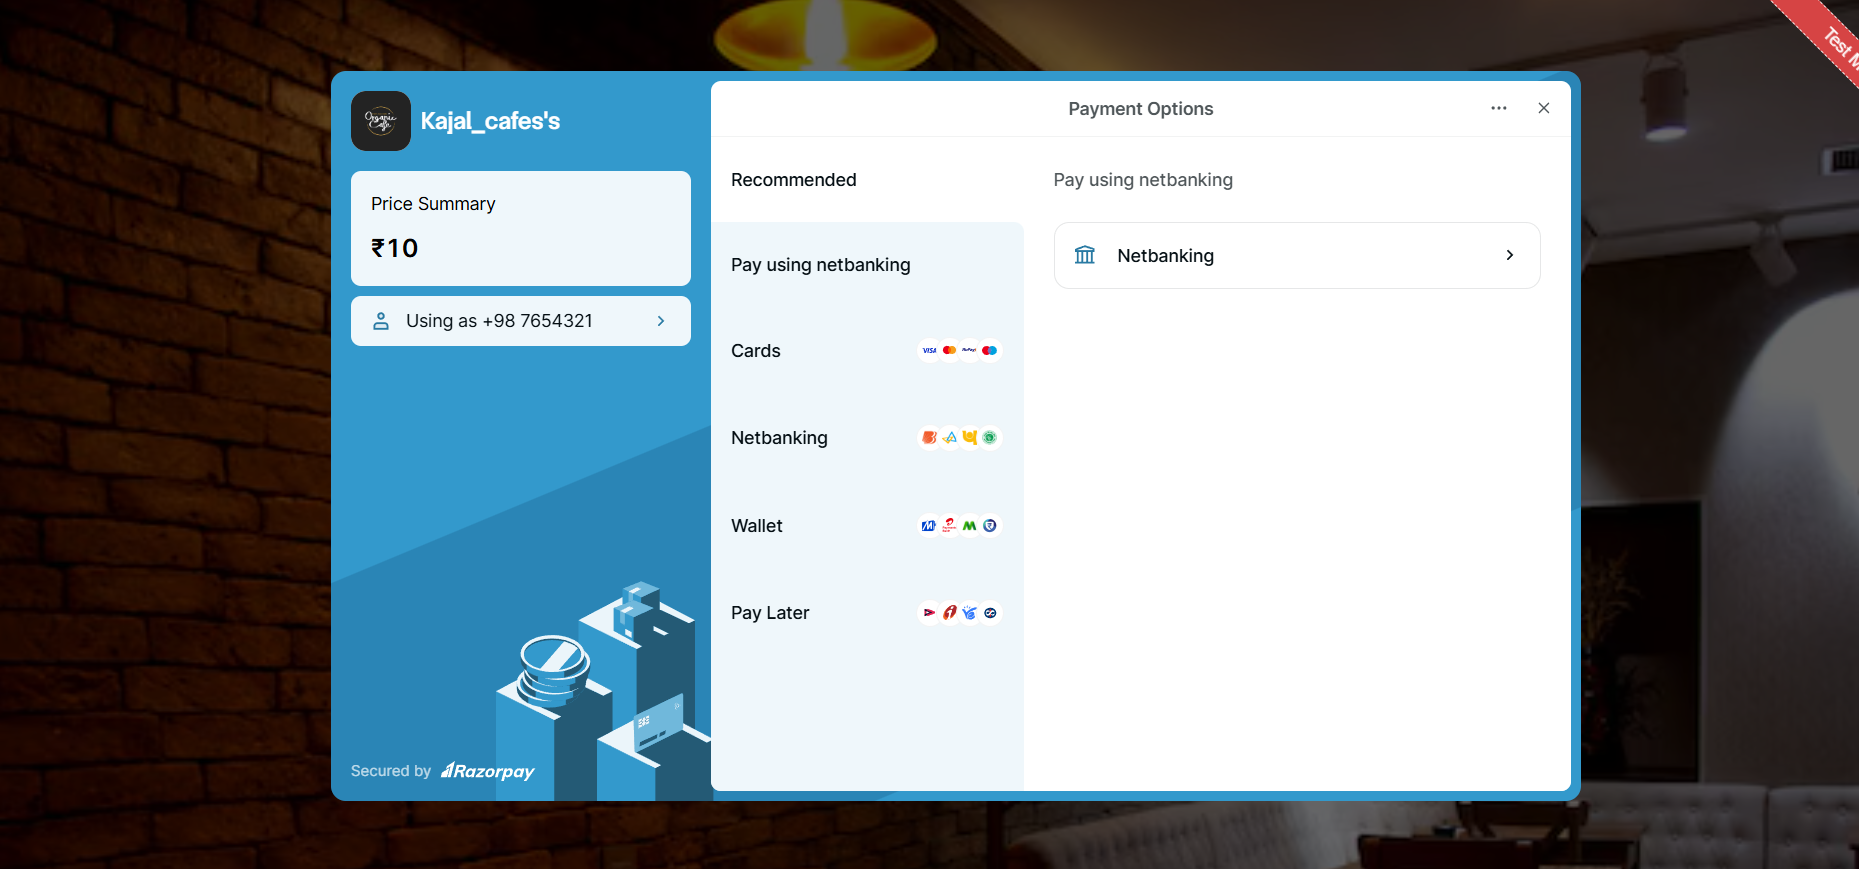 Test M
Organic
Cafe
Kajal_cafes's
Price Summary
₹10
Using as +98 7654321
Secured by Razorpay
Payment Options
Recommended
Pay using netbanking
Cards
VISA
RuPay
Netbanking
Wallet
Pay Later
Pay using netbanking
Netbanking